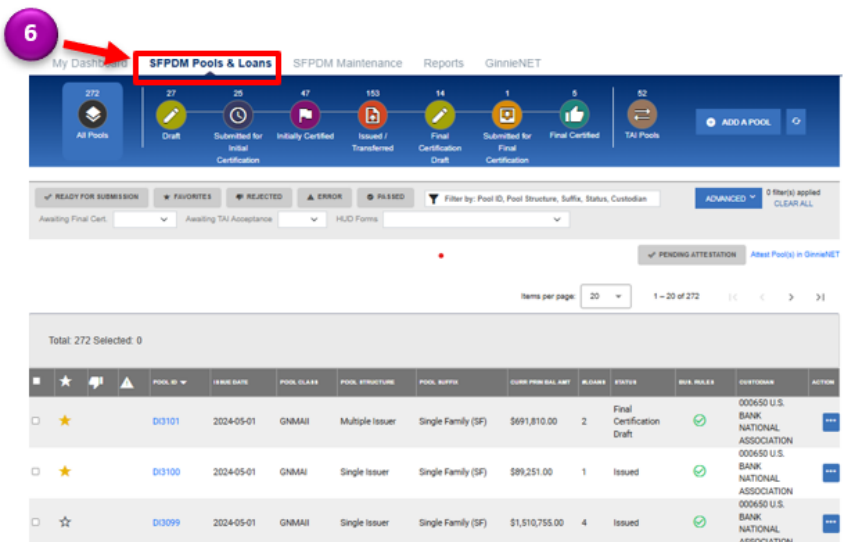 6
My Dashboard SFPDM Pools & Loans SFPDM Maintenance Reports GinnieNET
272 27 25 47 153 14 1 5 52
All Pools Draft Submitted for Initial Certification Initially Certified Issued / Transferred Final Certification Draft Submitted for Final Certification Final Certified TAI Pools
ADD A POOL
READY FOR SUBMISSION FAVORITES REJECTED ERROR PASSED Filter by: Pool ID, Pool Structure, Suffix, Status, Custodian ADVANCED 0 filter(s) applied
CLEAR ALL
Awaiting Final Cert. Awaiting TAI Acceptance HUD Forms
PENDING ATTESTATION Attest Pool(s) in GinnieNET
Items per page: 20 1 – 20 of 272
Total: 272 Selected: 0
POOL ID ISSUE DATE POOL CLASS POOL STRUCTURE POOL SUFFIX CURR PRIN BAL AMT #LOANS STATUS BUS. RULES CUSTODIAN ACTION
DI3101 2024-05-01 GNMAII Multiple Issuer Single Family (SF) $691,810.00 2 Final Certification Draft 000650 U.S. BANK NATIONAL ASSOCIATION
DI3100 2024-05-01 GNMAI Single Issuer Single Family (SF) $89,251.00 1 Issued 000650 U.S. BANK NATIONAL ASSOCIATION
DI3099 2024-05-01 GNMAII Single Issuer Single Family (SF) $1,510,755.00 4 Issued 000650 U.S. BANK NATIONAL ASSOCIATION